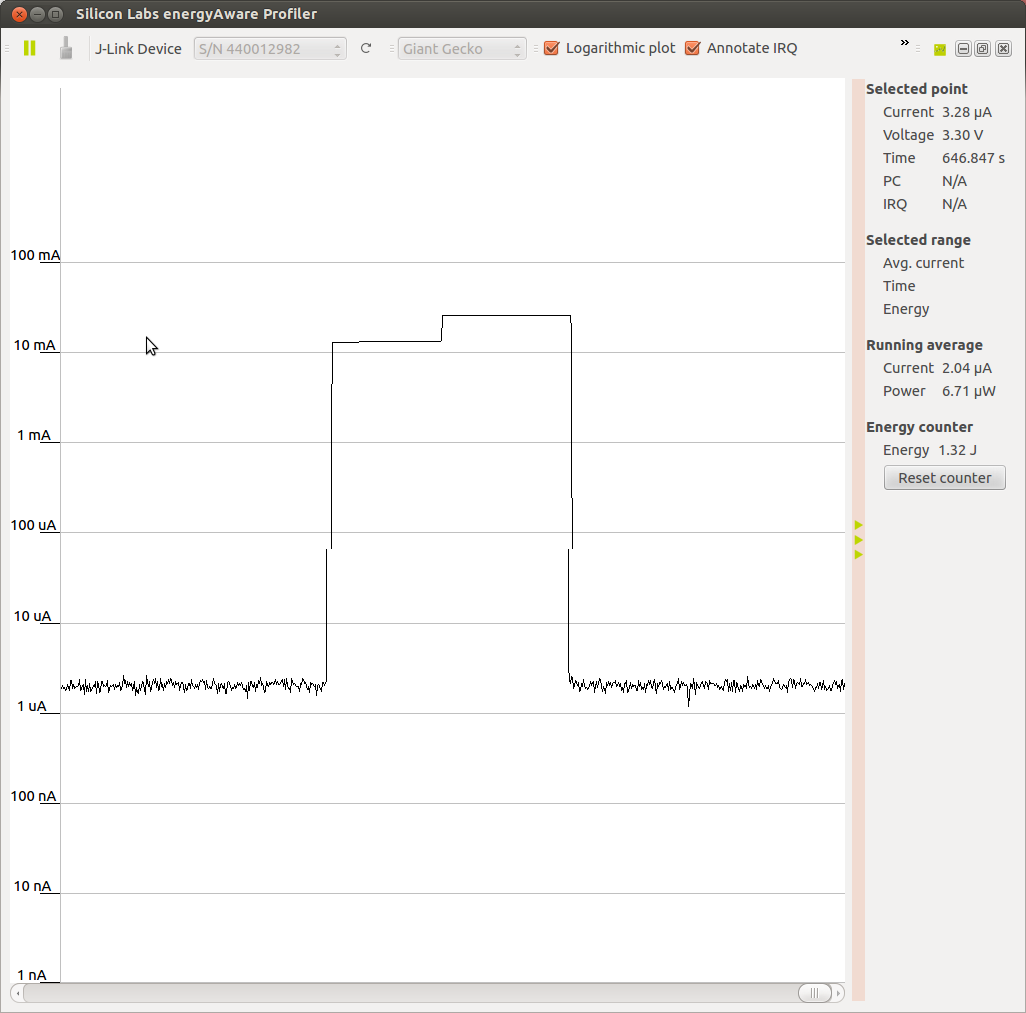 Silicon Labs energyAware Profiler
J-Link Device S/N 440012982 Giant Gecko Logarithmic plot Annotate IRQ »
100 mA
10 mA
1 mA
100 uA
10 uA
1 uA
100 nA
10 nA
1 nA
Selected point
Current 3.28 µA
Voltage 3.30 V
Time 646.847 s
PC N/A
IRQ N/A
Selected range
Avg. current
Time
Energy
Running average
Current 2.04 µA
Power 6.71 µW
Energy counter
Energy 1.32 J
Reset counter